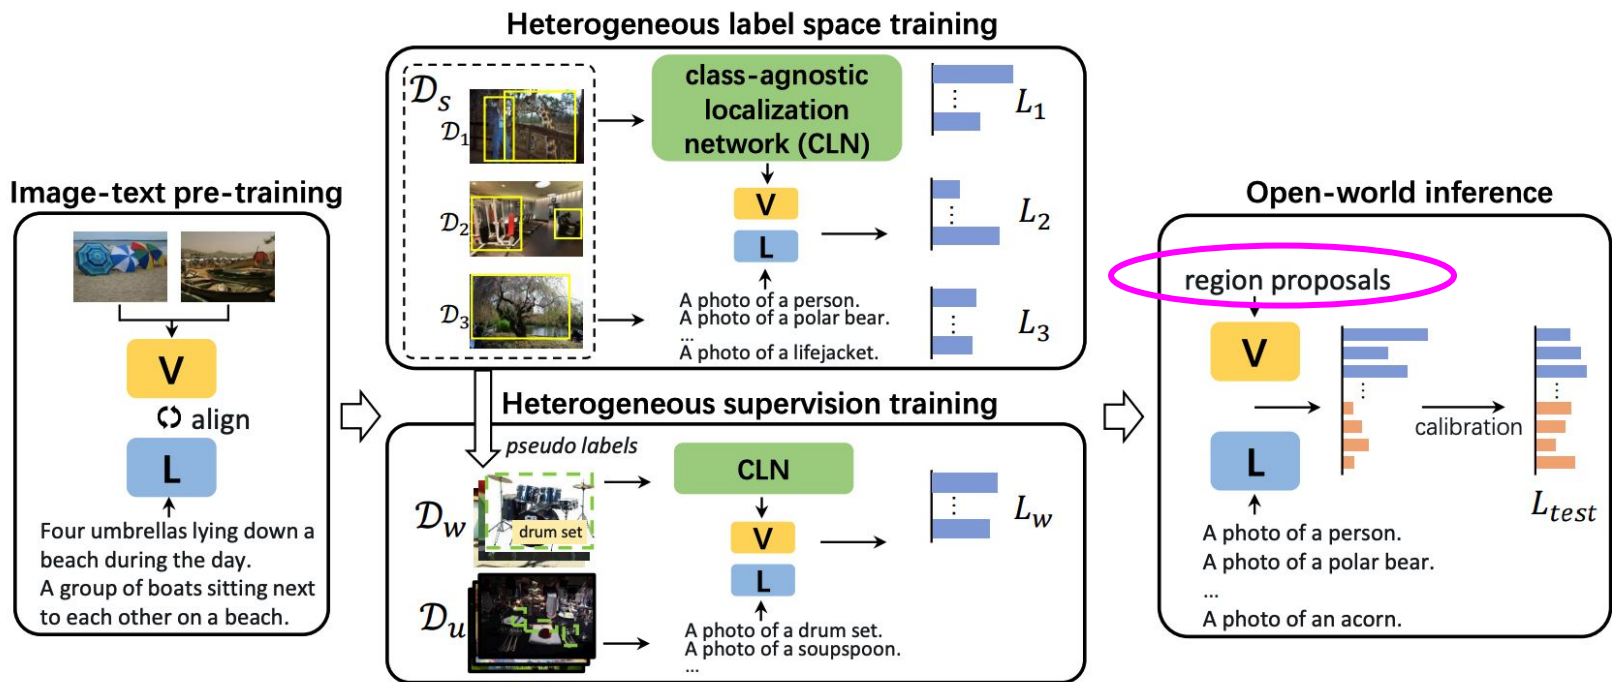 Heterogeneous label space training
𝒟s
𝒟1
𝒟2
𝒟3
class-agnostic
localization
network (CLN)
V
L
A photo of a person.
A photo of a polar bear.
...
A photo of a lifejacket.
L1
L2
L3
Image-text pre-training
V
align
L
Four umbrellas lying down a
beach during the day.
A group of boats sitting next
to each other on a beach.
Heterogeneous supervision training
pseudo labels
𝒟w
drum set
𝒟u
CLN
V
L
A photo of a drum set.
A photo of a soupspoon.
...
Lw
Open-world inference
region proposals
V
L
A photo of a person.
A photo of a polar bear.
...
A photo of an acorn.
calibration
Ltest